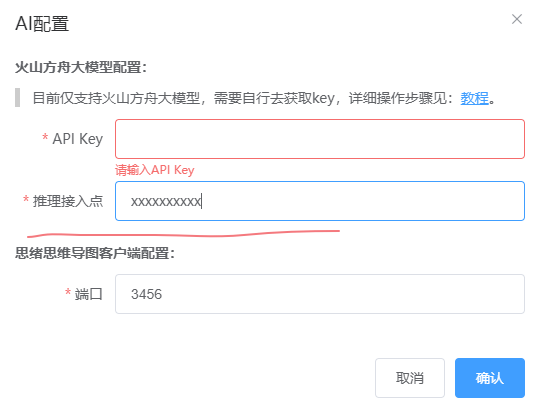 AI配置
火山方舟大模型配置：
目前仅支持火山方舟大模型，需要自行去获取key，详细操作步骤见：教程。
* API Key
请输入API Key
* 推理接入点 xxxxxxxxxx
思绪思维导图客户端配置：
* 端口 3456
取消 确认